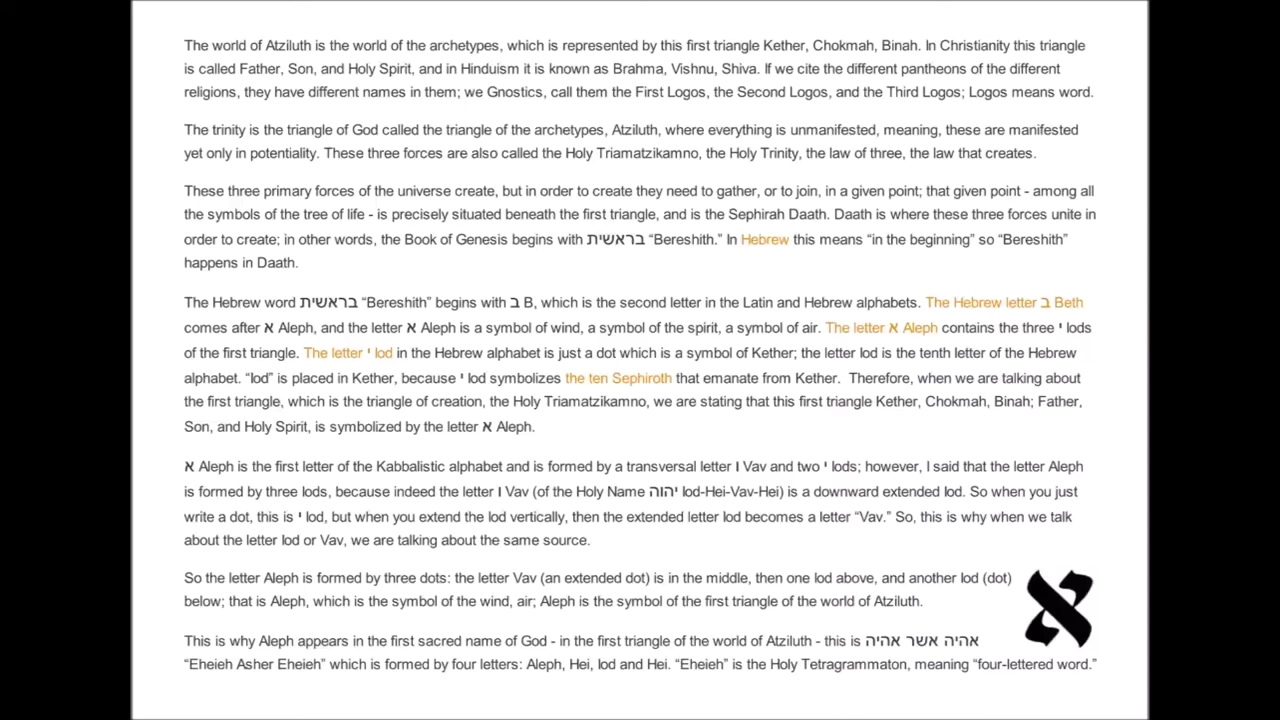 The world of Atziluth is the world of the archetypes, which is represented by this first triangle Kether, Chokmah, Binah. In Christianity this triangle
is called Father, Son, and Holy Spirit, and in Hinduism it is known as Brahma, Vishnu, Shiva. If we cite the different pantheons of the different
religions, they have different names in them; we Gnostics, call them the First Logos, the Second Logos, and the Third Logos; Logos means word.
The trinity is the triangle of God called the triangle of the archetypes, Atziluth, where everything is unmanifested, meaning, these are manifested
yet only in potentiality. These three forces are also called the Holy Triamatzikamno, the Holy Trinity, the law of three, the law that creates.
These three primary forces of the universe create, but in order to create they need to gather, or to join, in a given point; that given point - among all
the symbols of the tree of life - is precisely situated beneath the first triangle, and is the Sephirah Daath. Daath is where these three forces unite in
order to create; in other words, the Book of Genesis begins with בראשית “Bereshith.” In Hebrew this means “in the beginning” so “Bereshith”
happens in Daath.
The Hebrew word בראשית “Bereshith” begins with ב B, which is the second letter in the Latin and Hebrew alphabets. The Hebrew letter ב Beth
comes after א Aleph, and the letter א Aleph is a symbol of wind, a symbol of the spirit, a symbol of air. The letter א Aleph contains the three י Iods
of the first triangle. The letter י Iod in the Hebrew alphabet is just a dot which is a symbol of Kether; the letter Iod is the tenth letter of the Hebrew
alphabet. “Iod” is placed in Kether, because י Iod symbolizes the ten Sephiroth that emanate from Kether. Therefore, when we are talking about
the first triangle, which is the triangle of creation, the Holy Triamatzikamno, we are stating that this first triangle Kether, Chokmah, Binah; Father,
Son, and Holy Spirit, is symbolized by the letter א Aleph.
א Aleph is the first letter of the Kabbalistic alphabet and is formed by a transversal letter ו Vav and two י Iods; however, I said that the letter Aleph
is formed by three Iods, because indeed the letter ו Vav (of the Holy Name יהוה Iod-Hei-Vav-Hei) is a downward extended Iod. So when you just
write a dot, this is י Iod, but when you extend the Iod vertically, then the extended letter Iod becomes a letter “Vav.” So, this is why when we talk
about the letter Iod or Vav, we are talking about the same source.
So the letter Aleph is formed by three dots: the letter Vav (an extended dot) is in the middle, then one Iod above, and another Iod (dot)
below; that is Aleph, which is the symbol of the wind, air; Aleph is the symbol of the first triangle of the world of Atziluth.
א
This is why Aleph appears in the first sacred name of God - in the first triangle of the world of Atziluth - this is אהיה אשר אהיה
“Eheieh Asher Eheieh” which is formed by four letters: Aleph, Hei, Iod and Hei. “Eheieh” is the Holy Tetragrammaton, meaning “four-lettered word.”